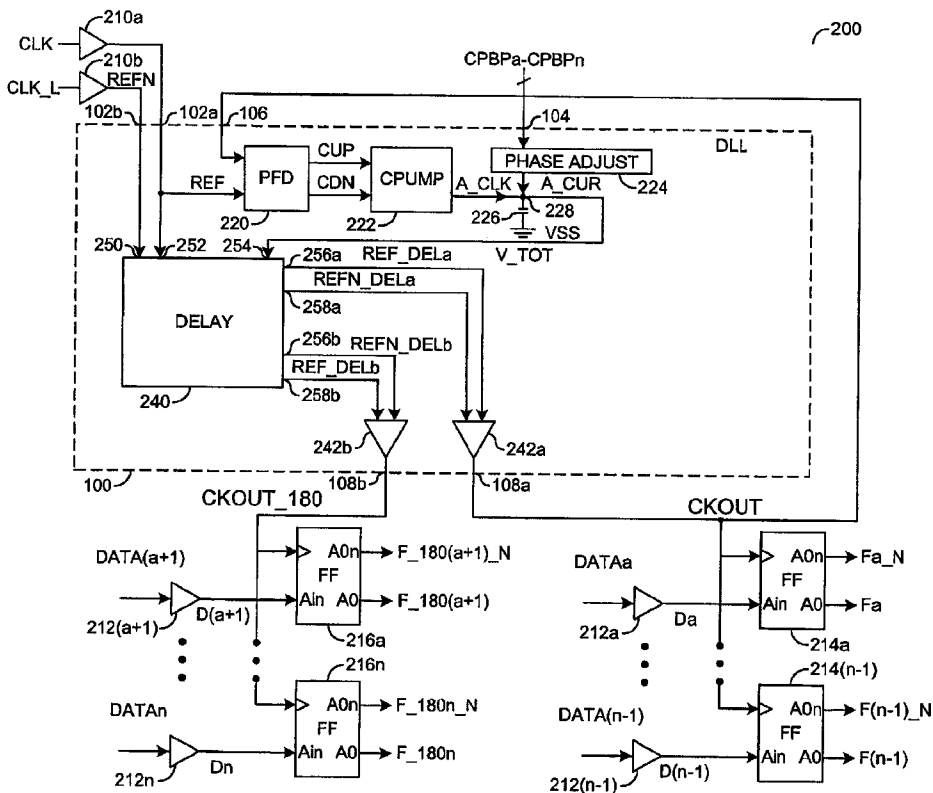 210a
CLK
210b
REFN
CLK_L
200
CPBPa-CPBPn
102b
102a
106
104
DLL
CUP
PHASE ADJUST
PFD
CPUMP
A_CLK
A_CUR
224
REF
CDN
220
222
226
228
VSS
V_TOT
250
252
254
256a
REF_DELa
REFN_DELa
258a
DELAY
256b
REFN_DELb
REF_DELb
258b
240
242b
242a
100
108b
108a
CKOUT_180
CKOUT
DATA(a+1)
A0n
F_180(a+1)_N
FF
Ain
A0
F_180(a+1)
D(a+1)
212(a+1)
216a
DATAa
A0n
Fa_N
FF
Ain
A0
Fa
Da
212a
214a
216n
DATAn
A0n
F_180n_N
FF
Ain
A0
F_180n
Dn
212n
214(n-1)
DATA(n-1)
A0n
F(n-1)_N
FF
Ain
A0
F(n-1)
D(n-1)
212(n-1)